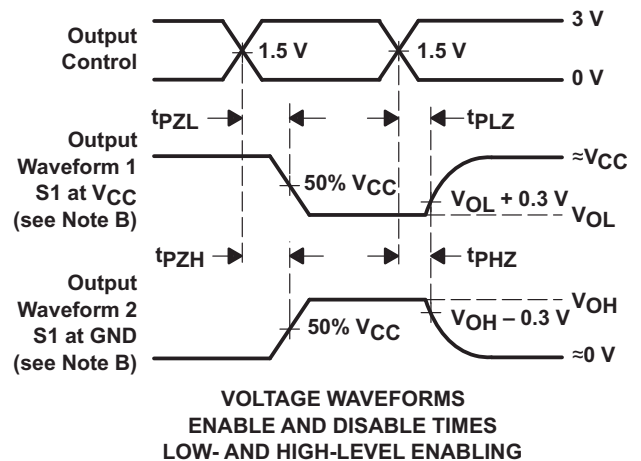 Output
Control
1.5 V
1.5 V
3 V
0 V
tPZL
tPLZ
Output
Waveform 1
S1 at VCC
(see Note B)
50% VCC
VOL + 0.3 V
≈VCC
VOL
tPZH
tPHZ
Output
Waveform 2
S1 at GND
(see Note B)
50% VCC
VOH – 0.3 V
VOH
≈0 V
VOLTAGE WAVEFORMS
ENABLE AND DISABLE TIMES
LOW- AND HIGH-LEVEL ENABLING